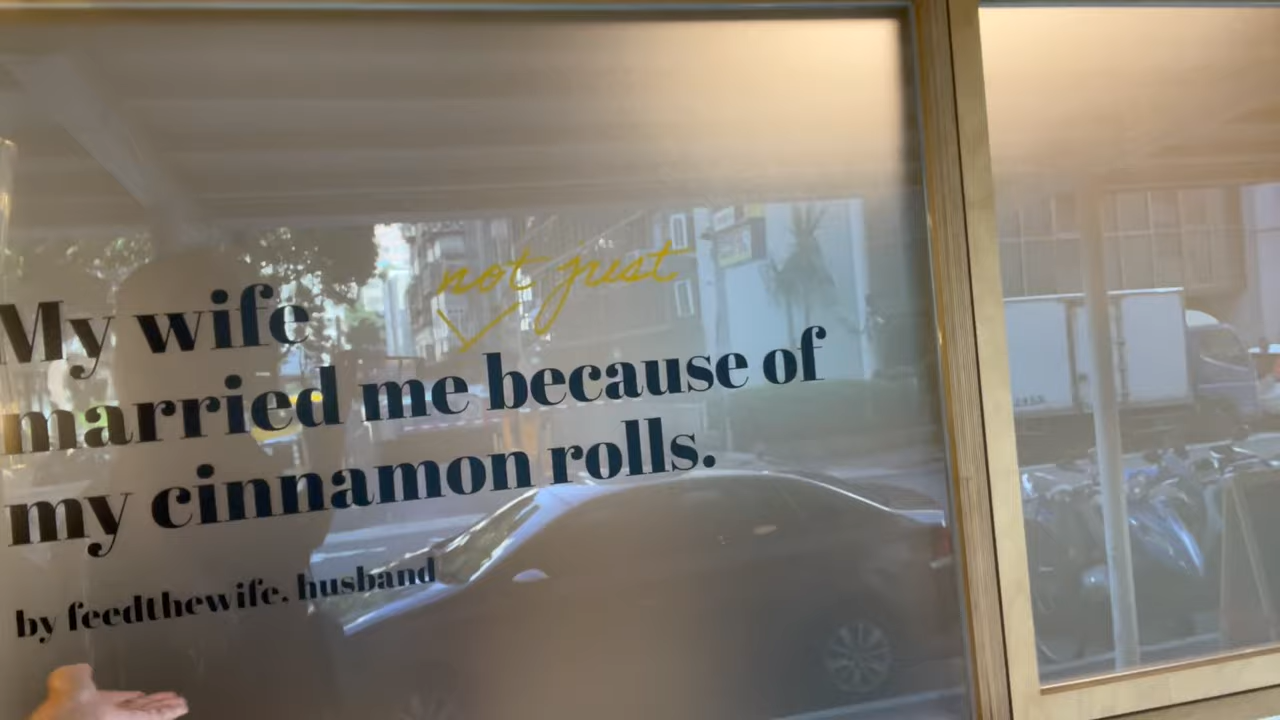 not just
My wife
married me because of
my cinnamon rolls.
by feedthewife. husband